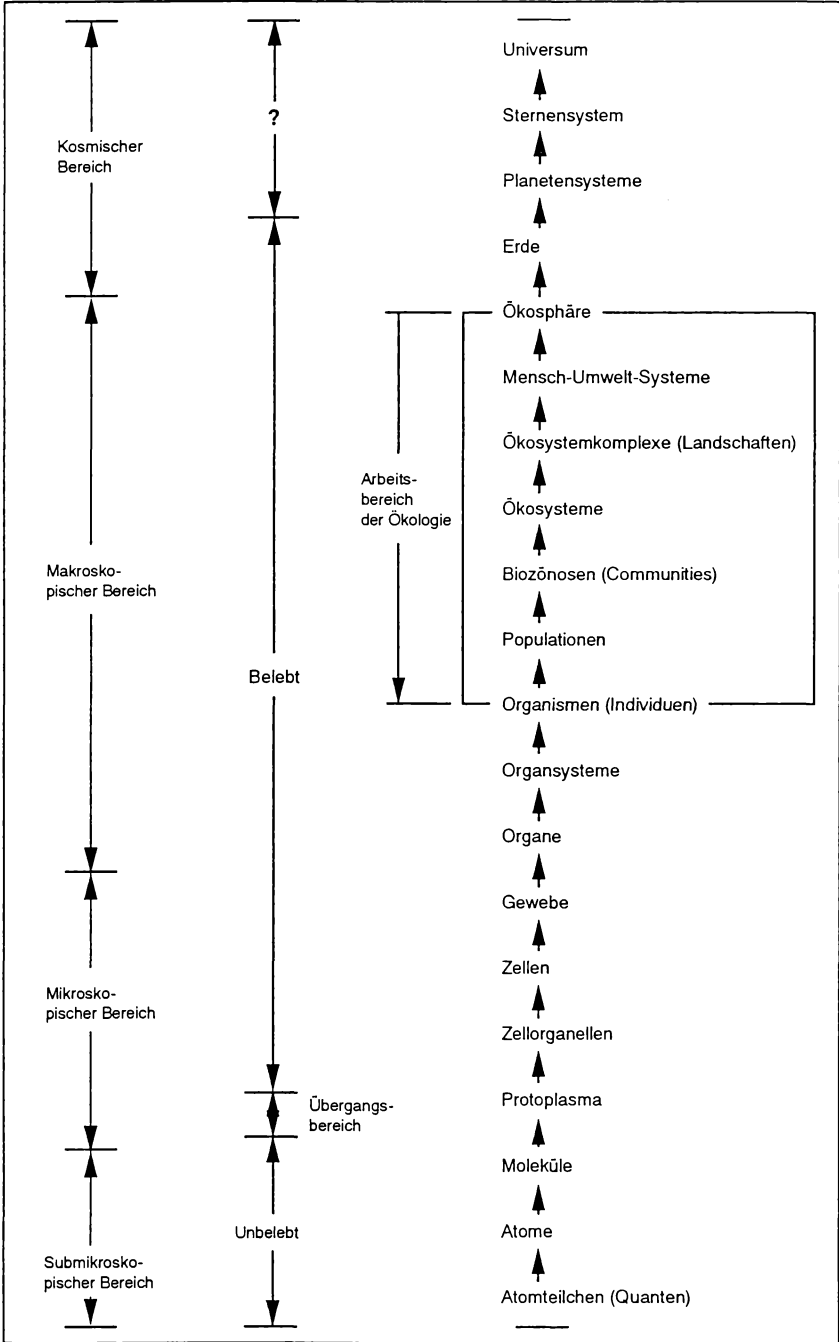 Kosmischer
Bereich
Makrosko-
pischer Bereich
Mikrosko-
pischer Bereich
Submikrosko-
pischer Bereich
?
Belebt
Übergangs-
bereich
Unbelebt
Arbeits-
bereich
der Ökologie
Universum
Sternensystem
Planetensysteme
Erde
Ökosphäre
Mensch-Umwelt-Systeme
Ökosystemkomplexe (Landschaften)
Ökosysteme
Biozönosen (Communities)
Populationen
Organismen (Individuen)
Organsysteme
Organe
Gewebe
Zellen
Zellorganellen
Protoplasma
Moleküle
Atome
Atomteilchen (Quanten)